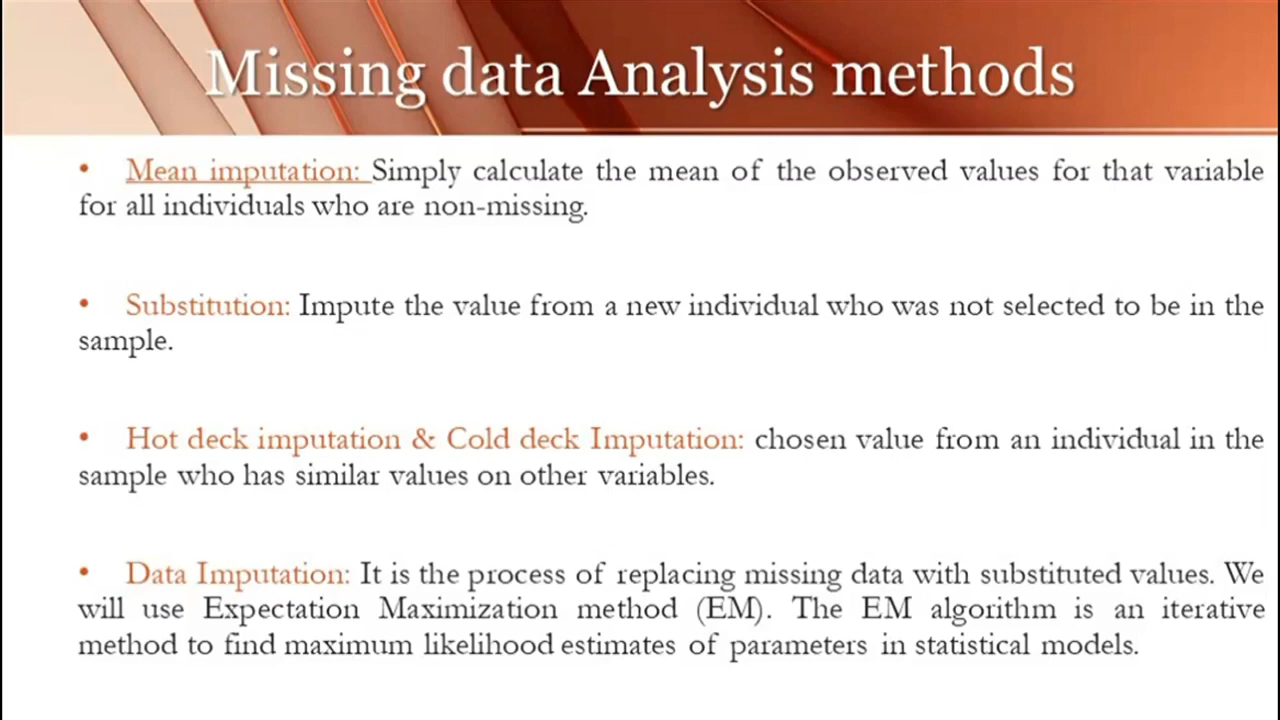 Missing data Analysis methods
• Mean imputation: Simply calculate the mean of the observed values for that variable
for all individuals who are non-missing.
• Substitution: Impute the value from a new individual who was not selected to be in the
sample.
• Hot deck imputation & Cold deck Imputation: chosen value from an individual in the
sample who has similar values on other variables.
• Data Imputation: It is the process of replacing missing data with substituted values. We
will use Expectation Maximization method (EM). The EM algorithm is an iterative
method to find maximum likelihood estimates of parameters in statistical models.